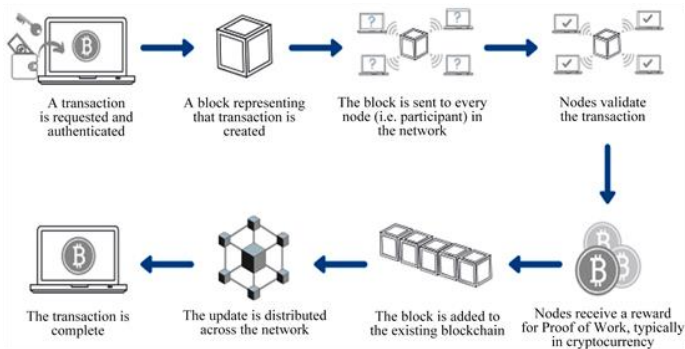 A transaction
is requested and
authenticated
A block representing
that transaction is
created
The block is sent to every
node (i.e. participant) in
the network
Nodes validate
the transaction
The transaction is
complete
The update is distributed
across the network
The block is added to
the existing blockchain
Nodes receive a reward
for Proof of Work, typically
in cryptocurrency